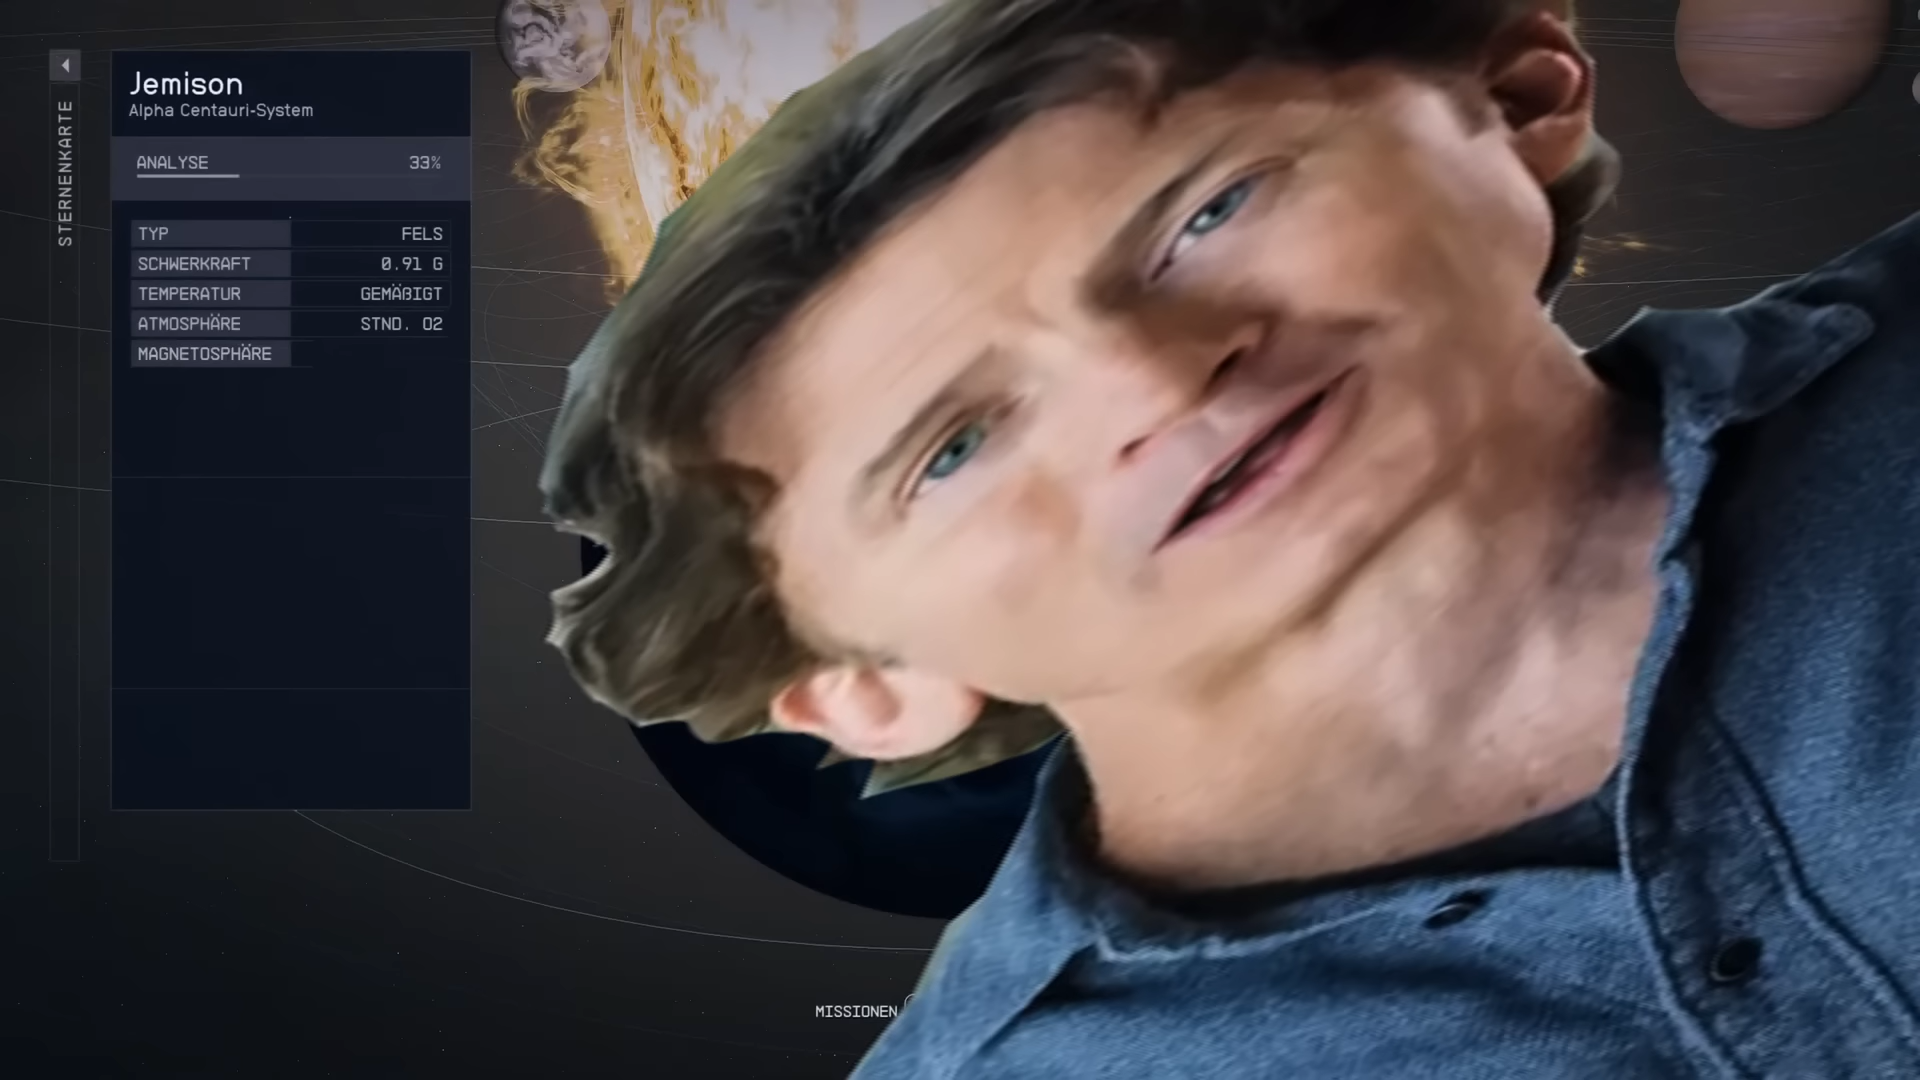 Jemison
Alpha Centauri-System
STERNENKARTE
ANALYSE 33%
TYP FELS
SCHWERKRAFT 0.91 G
TEMPERATUR GEMÄẞIGT
ATMOSPHÄRE STND. O2
MAGNETOSPHÄRE
MISSIONEN